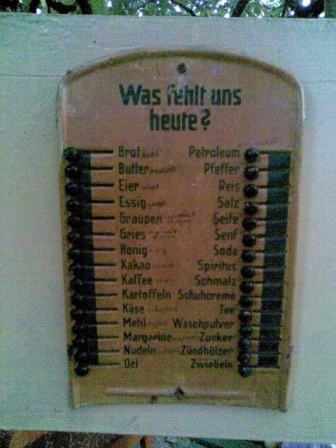 Was fehlt uns
heute?
Brot Petroleum
Butter Pfeffer
Eier Reis
Essig Salz
Graupen Seife
Gries Senf
Honig Soda
Kakao Spiritus
Kaffee Schmalz
Kartoffeln Schuhcreme
Käse Tee
Mehl Waschpulver
Margarine Zucker
Nudeln Zündhölzer
Oel Zwiebeln